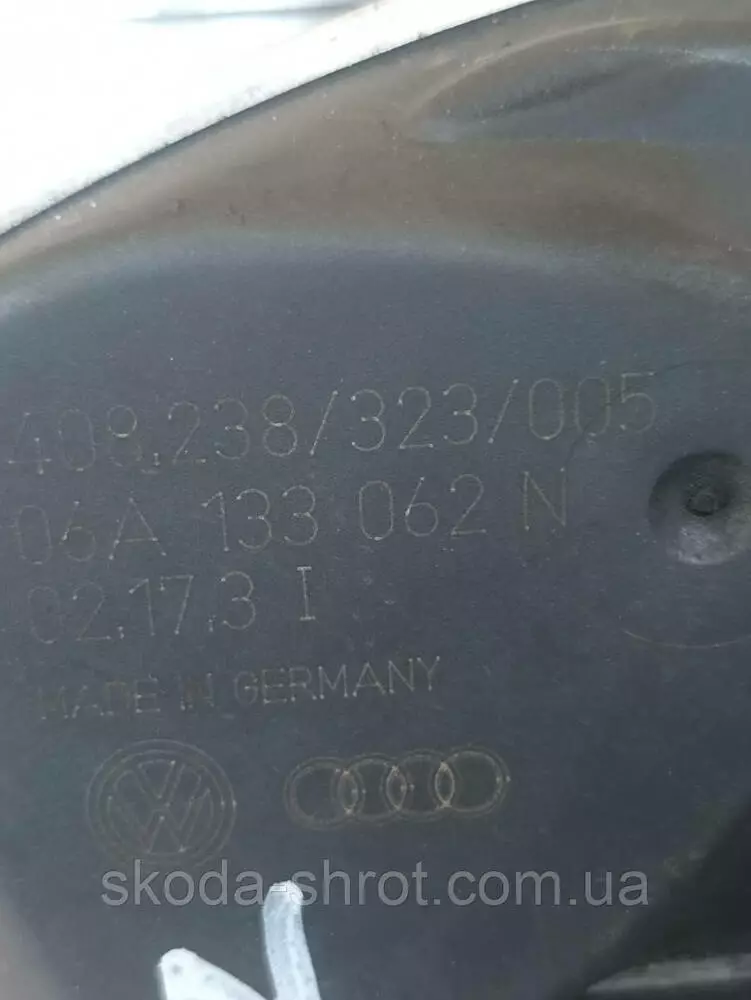 408.238/323/005
06A 133 062 N
02.17.3 I
MADE IN GERMANY
skoda-shrot.com.ua